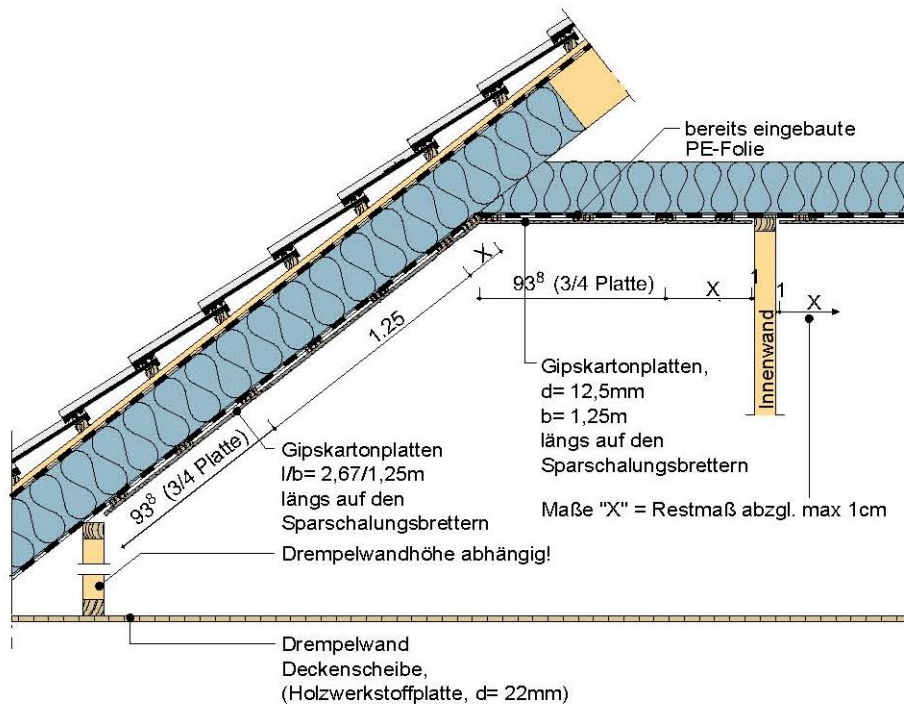 bereits eingebaute
PE-Folie
X
93⁸ (3/4 Platte)
X
1
1
X
1.25
Innenwand
Gipskartonplatten,
d= 12,5mm
b= 1,25m
längs auf den
Sparschalungsbrettern
93⁸ (3/4 Platte)
Gipskartonplatten
l/b= 2,67/1,25m
längs auf den
Sparschalungsbrettern
Maße "X" = Restmaß abzgl. max 1cm
Drempelwandhöhe abhängig!
Drempelwand
Deckenscheibe,
(Holzwerkstoffplatte, d= 22mm)